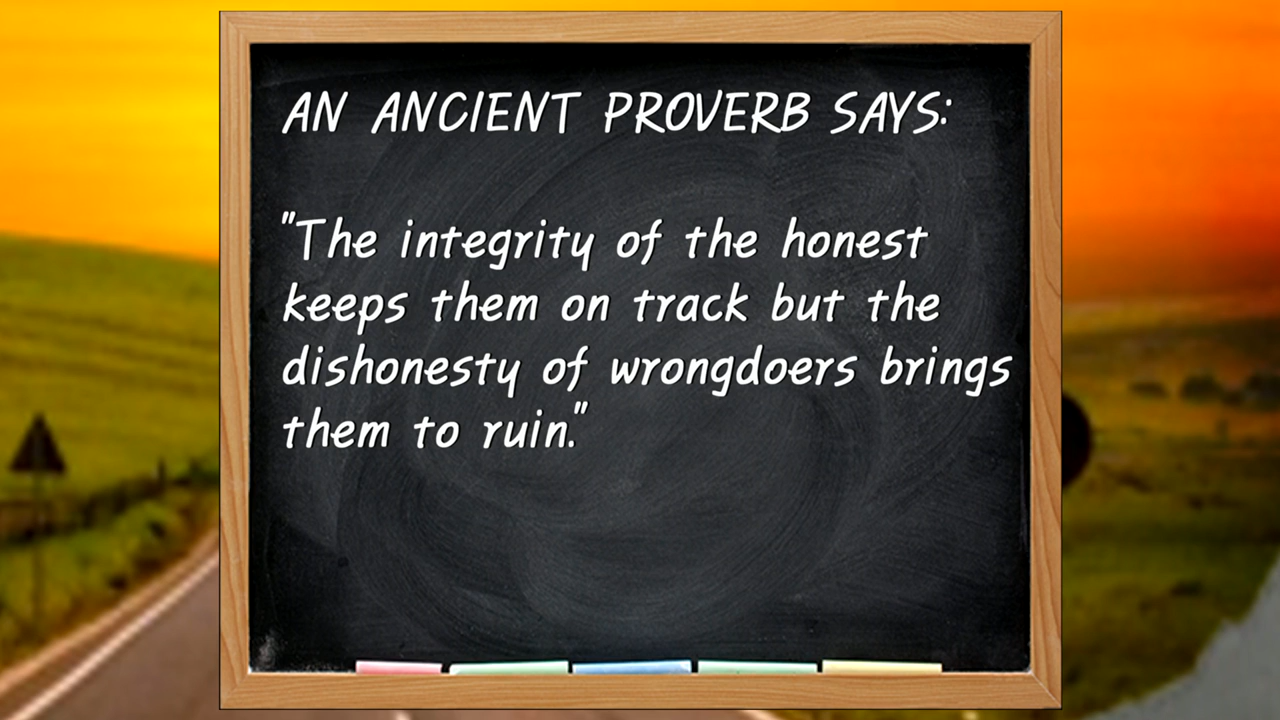 AN ANCIENT PROVERB SAYS:
"The integrity of the honest
keeps them on track but the
dishonesty of wrongdoers brings
them to ruin."